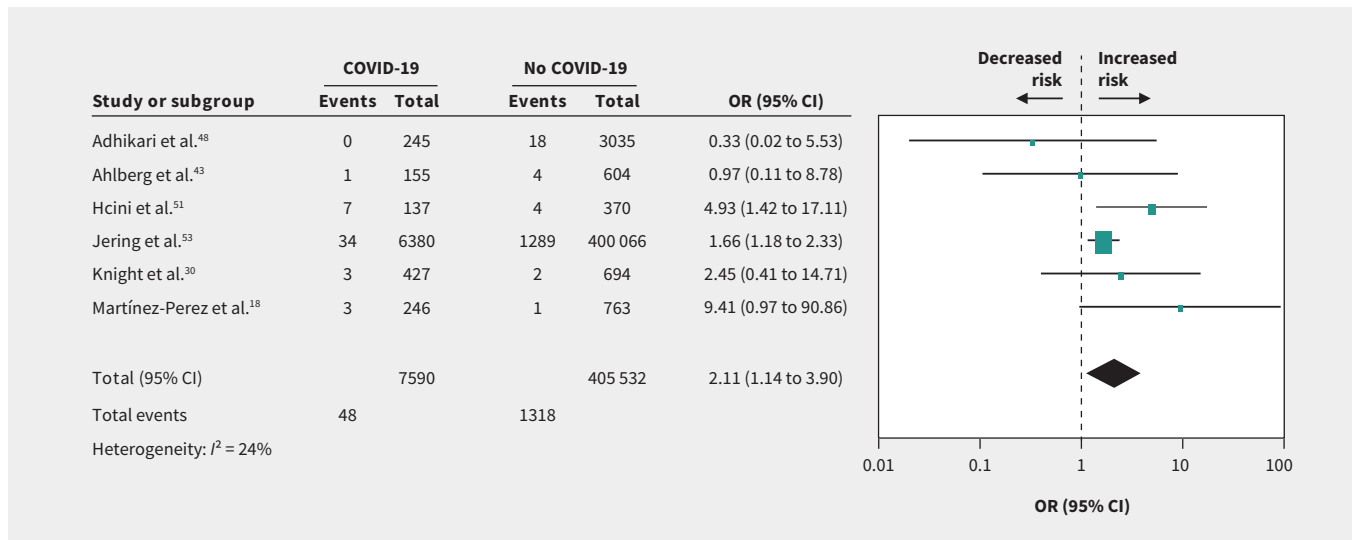 COVID-19 No COVID-19 Decreased risk Increased risk
Study or subgroup Events Total Events Total OR (95% CI)
Adhikari et al.⁴⁸ 0 245 18 3035 0.33 (0.02 to 5.53)
Ahlberg et al.⁴³ 1 155 4 604 0.97 (0.11 to 8.78)
Hcini et al.⁵¹ 7 137 4 370 4.93 (1.42 to 17.11)
Jering et al.⁵³ 34 6380 1289 400 066 1.66 (1.18 to 2.33)
Knight et al.³⁰ 3 427 2 694 2.45 (0.41 to 14.71)
Martínez-Perez et al.¹⁸ 3 246 1 763 9.41 (0.97 to 90.86)
Total (95% CI) 7590 405 532 2.11 (1.14 to 3.90)
Total events 48 1318
Heterogeneity: I² = 24%
0.01 0.1 1 10 100
OR (95% CI)